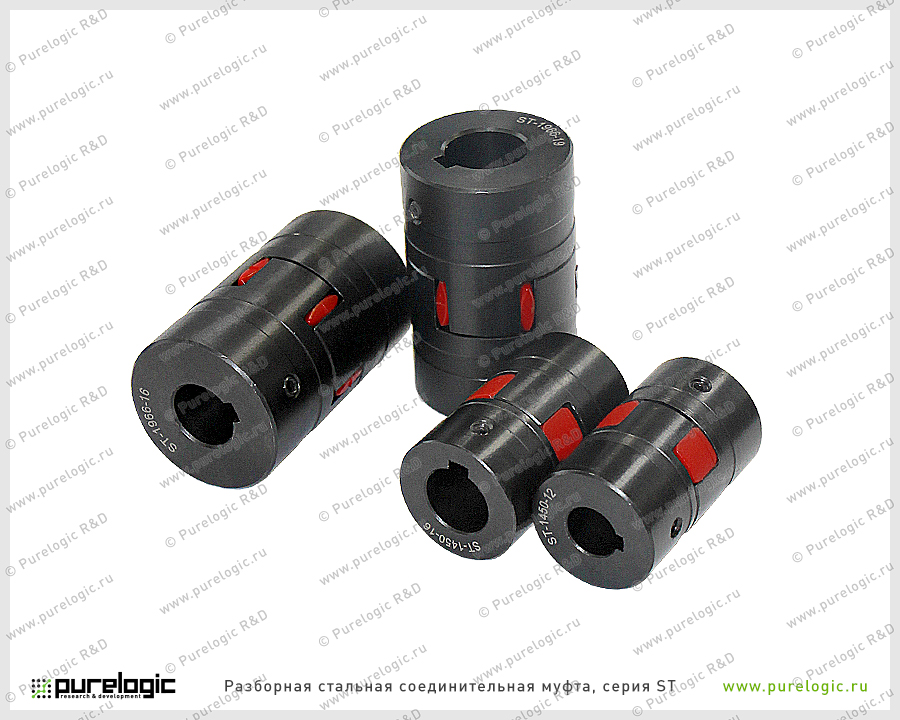 ST-1966-19
ST-1966-16
ST-1450-16
ST-1450-12
© Purelogic R&D
www.purelogic.ru
purelogic
research & development
Разборная стальная соединительная муфта, серия ST
www.purelogic.ru